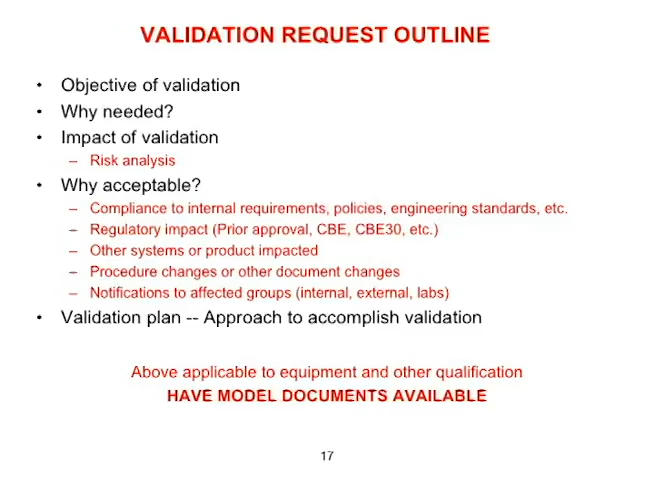 VALIDATION REQUEST OUTLINE
• Objective of validation
• Why needed?
• Impact of validation
– Risk analysis
• Why acceptable?
– Compliance to internal requirements, policies, engineering standards, etc.
– Regulatory impact (Prior approval, CBE, CBE30, etc.)
– Other systems or product impacted
– Procedure changes or other document changes
– Notifications to affected groups (internal, external, labs)
• Validation plan -- Approach to accomplish validation
Above applicable to equipment and other qualification
HAVE MODEL DOCUMENTS AVAILABLE
17